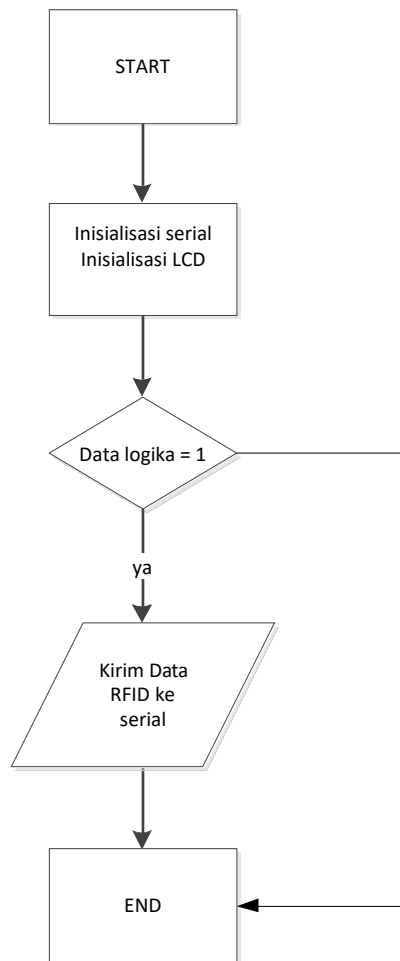 START
Inisialisasi serial
Inisialisasi LCD
Data logika = 1
ya
Kirim Data
RFID ke
serial
END